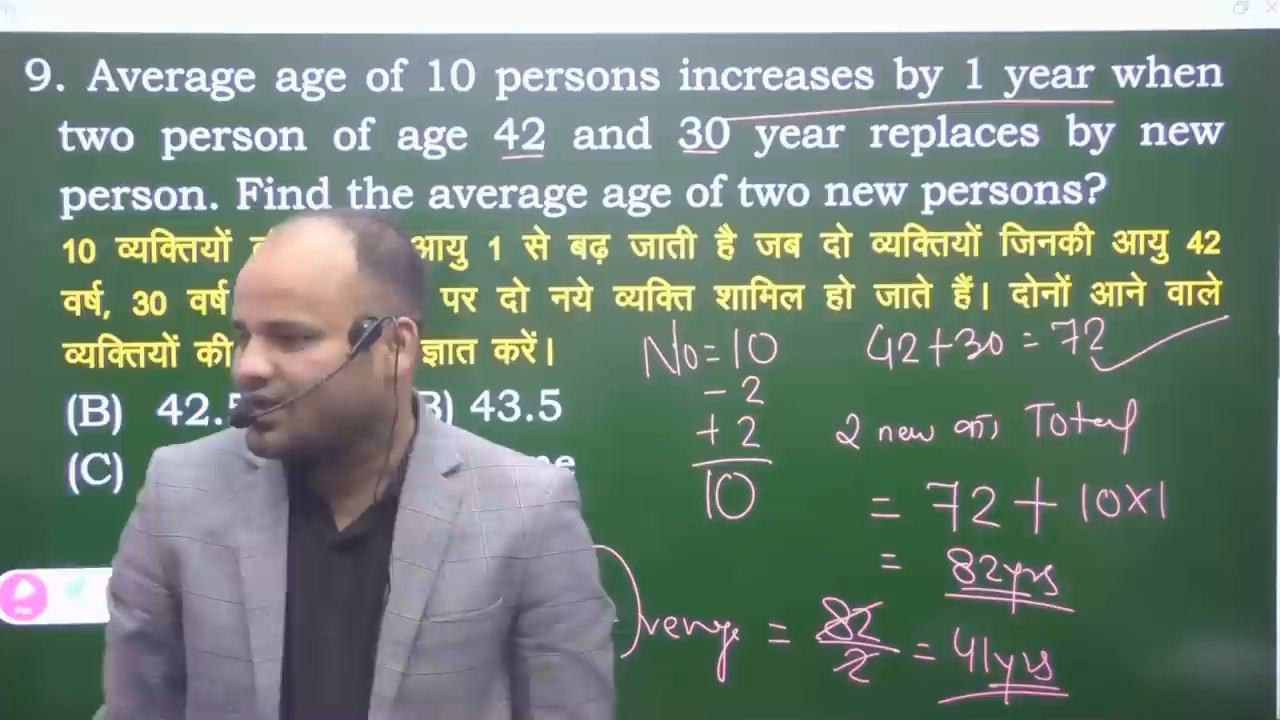 9. Average age of 10 persons increases by 1 year when
two person of age 42 and 30 year replaces by new
person. Find the average age of two new persons?
10 व्यक्तियों आयु 1 से बढ़ जाती है जब दो व्यक्तियों जिनकी आयु 42
वर्ष, 30 वर्ष पर दो नये व्यक्ति शामिल हो जाते हैं। दोनों आने वाले
व्यक्तियों की ज्ञात करें।
(B) 42. B) 43.5
(C)
No = 10
- 2
+ 2
10
42+30 = 72
2 new का Total
= 72 + 10×1
= 82yrs
Average = 82/2 = 41yrs